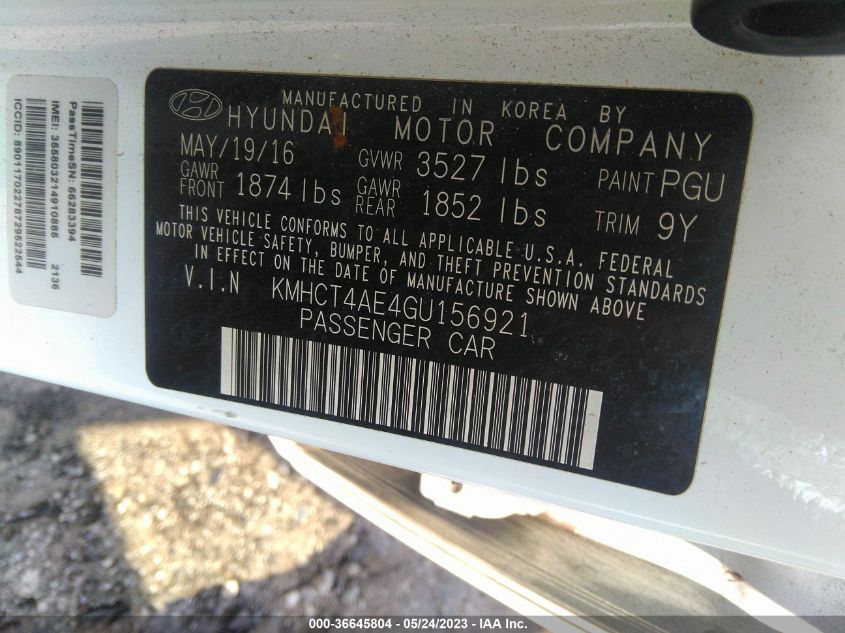 PassTimeSN: 66283394
IMEI: 355803214910885 2136
ICCID: 89011702278729522544
MANUFACTURED IN KOREA BY
HYUNDAI MOTOR COMPANY
MAY/19/16 GVWR 3527 lbs PAINT PGU
GAWR FRONT 1874 lbs GAWR REAR 1852 lbs TRIM 9Y
THIS VEHICLE CONFORMS TO ALL APPLICABLE U.S.A. FEDERAL
MOTOR VEHICLE SAFETY, BUMPER, AND THEFT PREVENTION STANDARDS
IN EFFECT ON THE DATE OF MANUFACTURE SHOWN ABOVE
V.I.N KMHCT4AE4GU156921
PASSENGER CAR
000-36645804 - 05/24/2023 - IAA Inc.